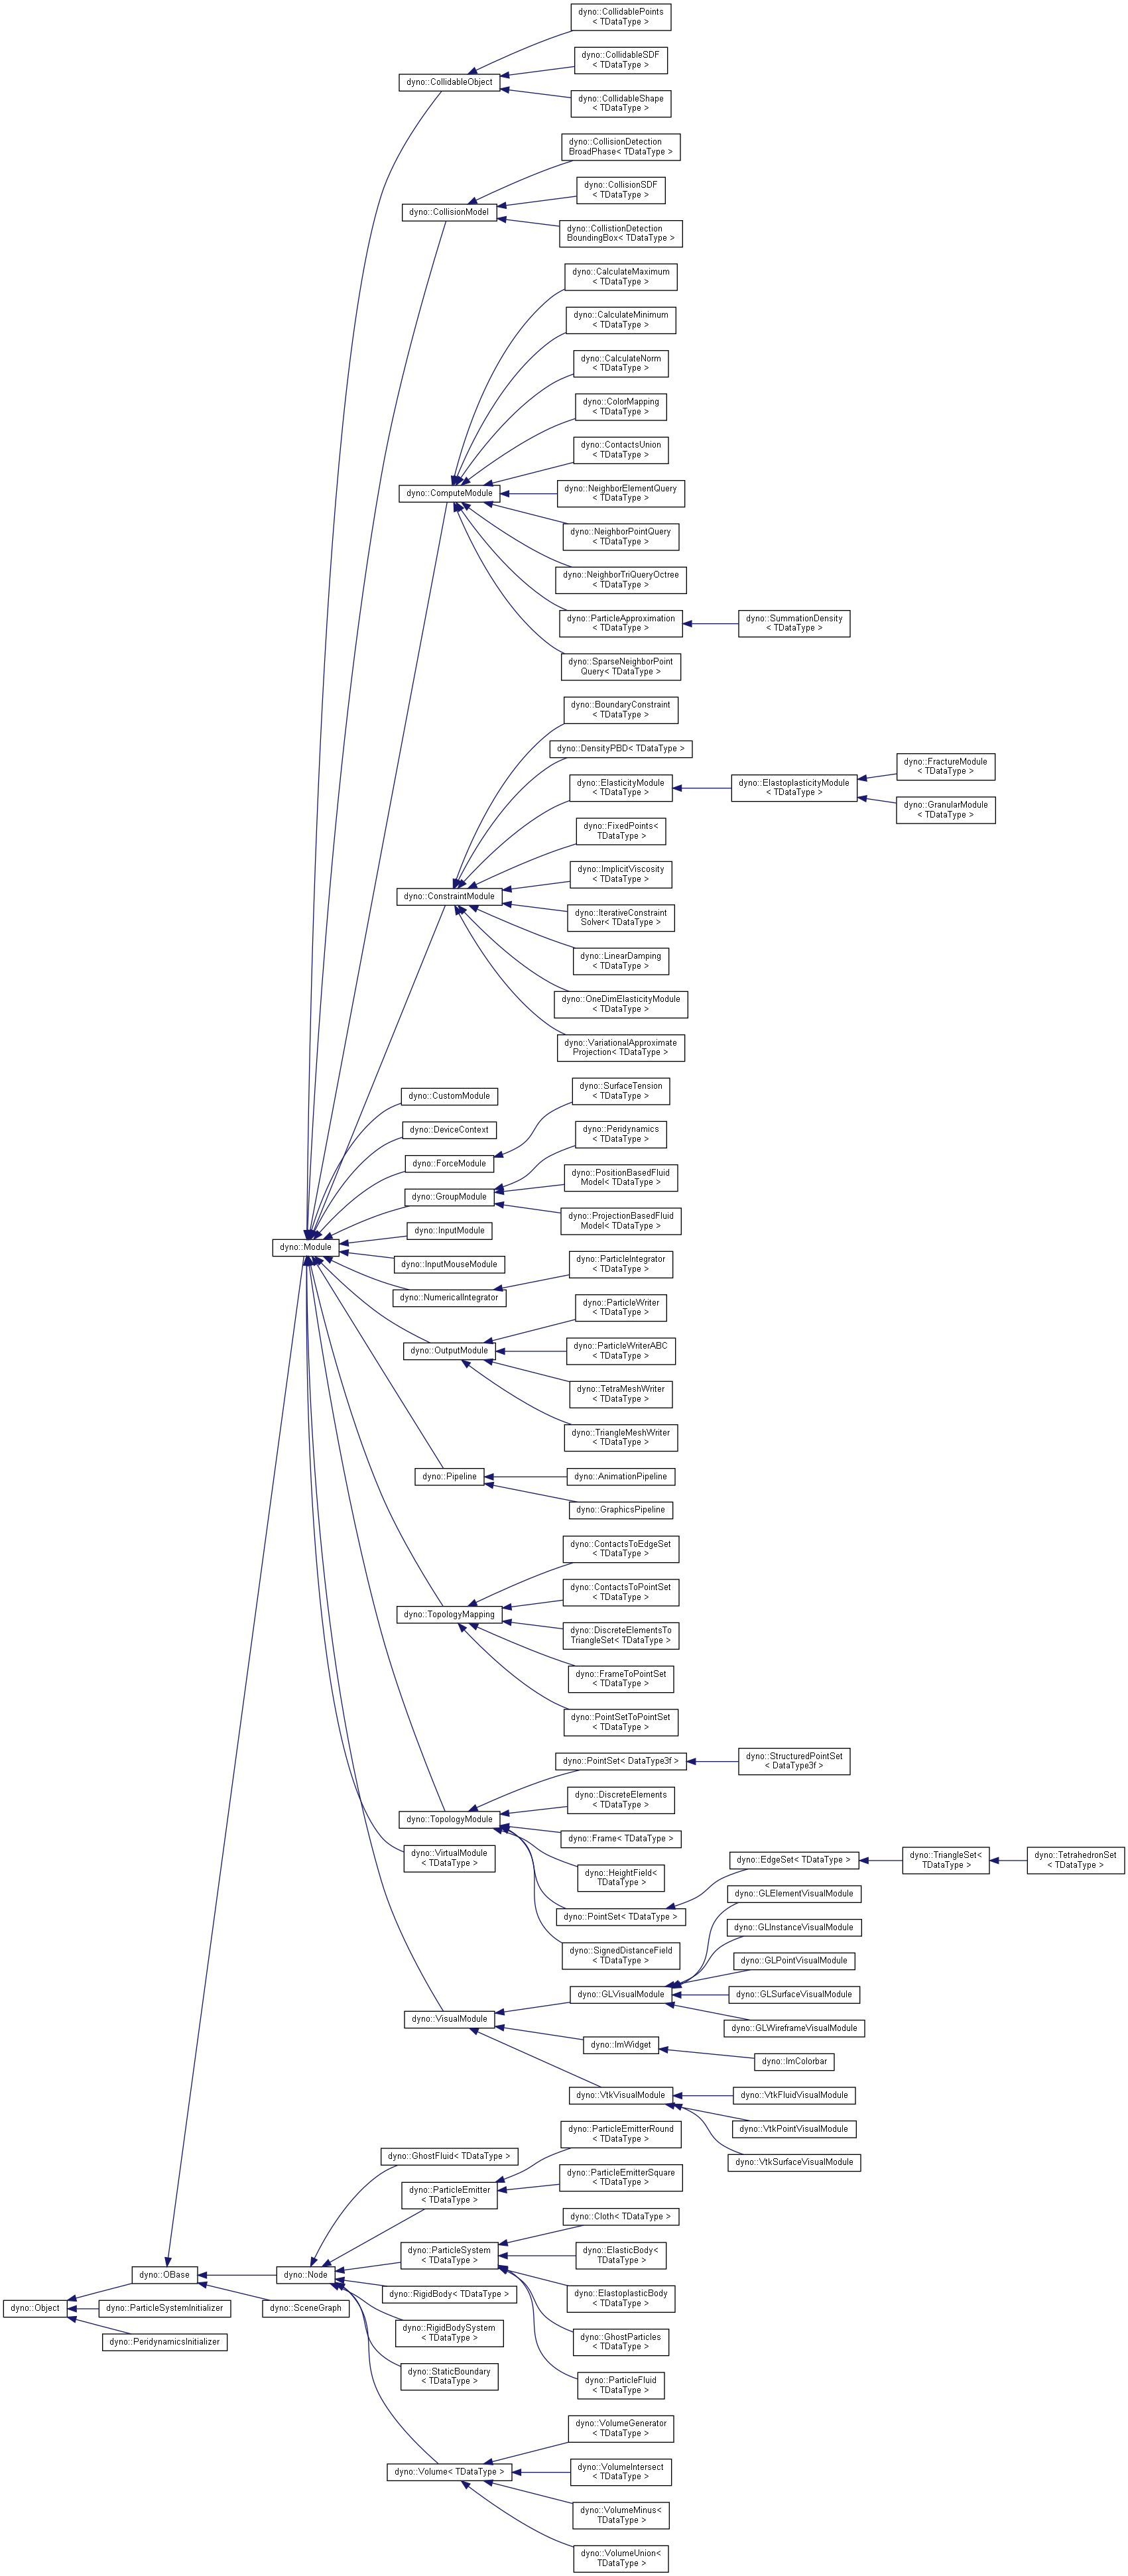 dyno::CollidablePoints
< TDataType >
dyno::CollidableSDF
< TDataType >
dyno::CollidableObject
dyno::CollidableShape
< TDataType >
dyno::CollisionDetection
BroadPhase< TDataType >
dyno::CollisionSDF
< TDataType >
dyno::CollisionModel
dyno::CollistionDetection
BoundingBox< TDataType >
dyno::CalculateMaximum
< TDataType >
dyno::CalculateMinimum
< TDataType >
dyno::CalculateNorm
< TDataType >
dyno::ColorMapping
< TDataType >
dyno::ContactsUnion
< TDataType >
dyno::ComputeModule
dyno::NeighborElementQuery
< TDataType >
dyno::NeighborPointQuery
< TDataType >
dyno::NeighborTriQueryOctree
< TDataType >
dyno::ParticleApproximation
< TDataType >
dyno::SummationDensity
< TDataType >
dyno::SparseNeighborPoint
Query< TDataType >
dyno::BoundaryConstraint
< TDataType >
dyno::DensityPBD< TDataType >
dyno::ElasticityModule
< TDataType >
dyno::ElastoplasticityModule
< TDataType >
dyno::FractureModule
< TDataType >
dyno::GranularModule
< TDataType >
dyno::FixedPoints<
TDataType >
dyno::ImplicitViscosity
< TDataType >
dyno::ConstraintModule
dyno::IterativeConstraint
Solver< TDataType >
dyno::LinearDamping
< TDataType >
dyno::OneDimElasticityModule
< TDataType >
dyno::VariationalApproximate
Projection< TDataType >
dyno::CustomModule
dyno::SurfaceTension
< TDataType >
dyno::DeviceContext
dyno::Peridynamics
< TDataType >
dyno::ForceModule
dyno::PositionBasedFluid
Model< TDataType >
dyno::GroupModule
dyno::ProjectionBasedFluid
Model< TDataType >
dyno::InputModule
dyno::Module
dyno::InputMouseModule
dyno::ParticleIntegrator
< TDataType >
dyno::NumericalIntegrator
dyno::ParticleWriter
< TDataType >
dyno::OutputModule
dyno::ParticleWriterABC
< TDataType >
dyno::TetraMeshWriter
< TDataType >
dyno::TriangleMeshWriter
< TDataType >
dyno::Pipeline
dyno::AnimationPipeline
dyno::GraphicsPipeline
dyno::ContactsToEdgeSet
< TDataType >
dyno::ContactsToPointSet
< TDataType >
dyno::TopologyMapping
dyno::DiscreteElementsTo
TriangleSet< TDataType >
dyno::FrameToPointSet
< TDataType >
dyno::PointSetToPointSet
< TDataType >
dyno::PointSet< DataType3f >
dyno::StructuredPointSet
< DataType3f >
dyno::DiscreteElements
< TDataType >
dyno::TopologyModule
dyno::Frame< TDataType >
dyno::VirtualModule
< TDataType >
dyno::HeightField<
TDataType >
dyno::EdgeSet< TDataType >
dyno::TriangleSet<
TDataType >
dyno::TetrahedronSet
< TDataType >
dyno::PointSet< TDataType >
dyno::GLElementVisualModule
dyno::SignedDistanceField
< TDataType >
dyno::GLInstanceVisualModule
dyno::GLPointVisualModule
dyno::GLVisualModule
dyno::GLSurfaceVisualModule
dyno::VisualModule
dyno::GLWireframeVisualModule
dyno::ImWidget
dyno::ImColorbar
dyno::VtkVisualModule
dyno::VtkFluidVisualModule
dyno::VtkPointVisualModule
dyno::VtkSurfaceVisualModule
dyno::ParticleEmitterRound
< TDataType >
dyno::GhostFluid< TDataType >
dyno::ParticleEmitterSquare
< TDataType >
dyno::ParticleEmitter
< TDataType >
dyno::Cloth< TDataType >
dyno::ParticleSystem
< TDataType >
dyno::ElasticBody<
TDataType >
dyno::OBase
dyno::Node
dyno::RigidBody< TDataType >
dyno::ElastoplasticBody
< TDataType >
dyno::Object
dyno::ParticleSystemInitializer
dyno::SceneGraph
dyno::RigidBodySystem
< TDataType >
dyno::GhostParticles
< TDataType >
dyno::PeridynamicsInitializer
dyno::StaticBoundary
< TDataType >
dyno::ParticleFluid
< TDataType >
dyno::VolumeGenerator
< TDataType >
dyno::Volume< TDataType >
dyno::VolumeIntersect
< TDataType >
dyno::VolumeMinus<
TDataType >
dyno::VolumeUnion<
TDataType >